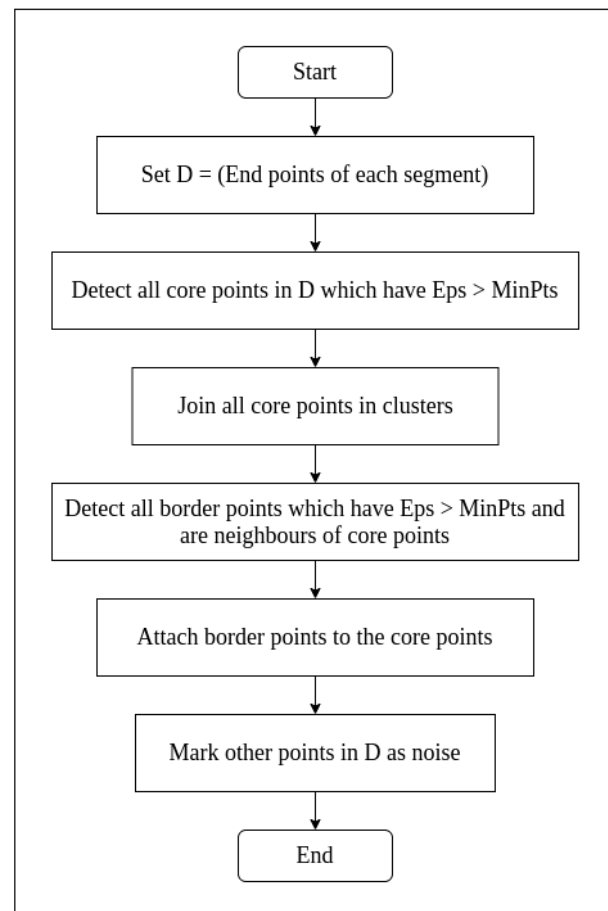 Start
Set D = (End points of each segment)
Detect all core points in D which have Eps > MinPts
Join all core points in clusters
Detect all border points which have Eps > MinPts and
are neighbours of core points
Attach border points to the core points
Mark other points in D as noise
End